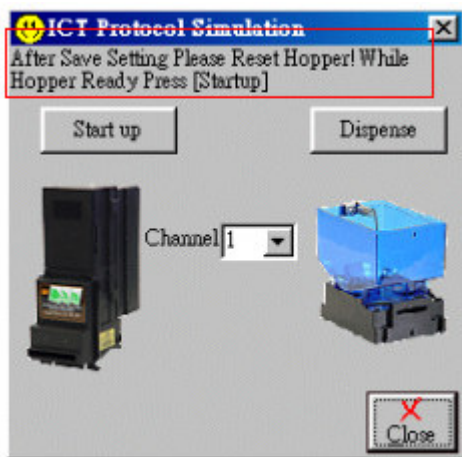 ICT Protocol Simulation
After Save Setting Please Reset Hopper! While
Hopper Ready Press [Startup]
Start up
Dispense
Channel 1
Close